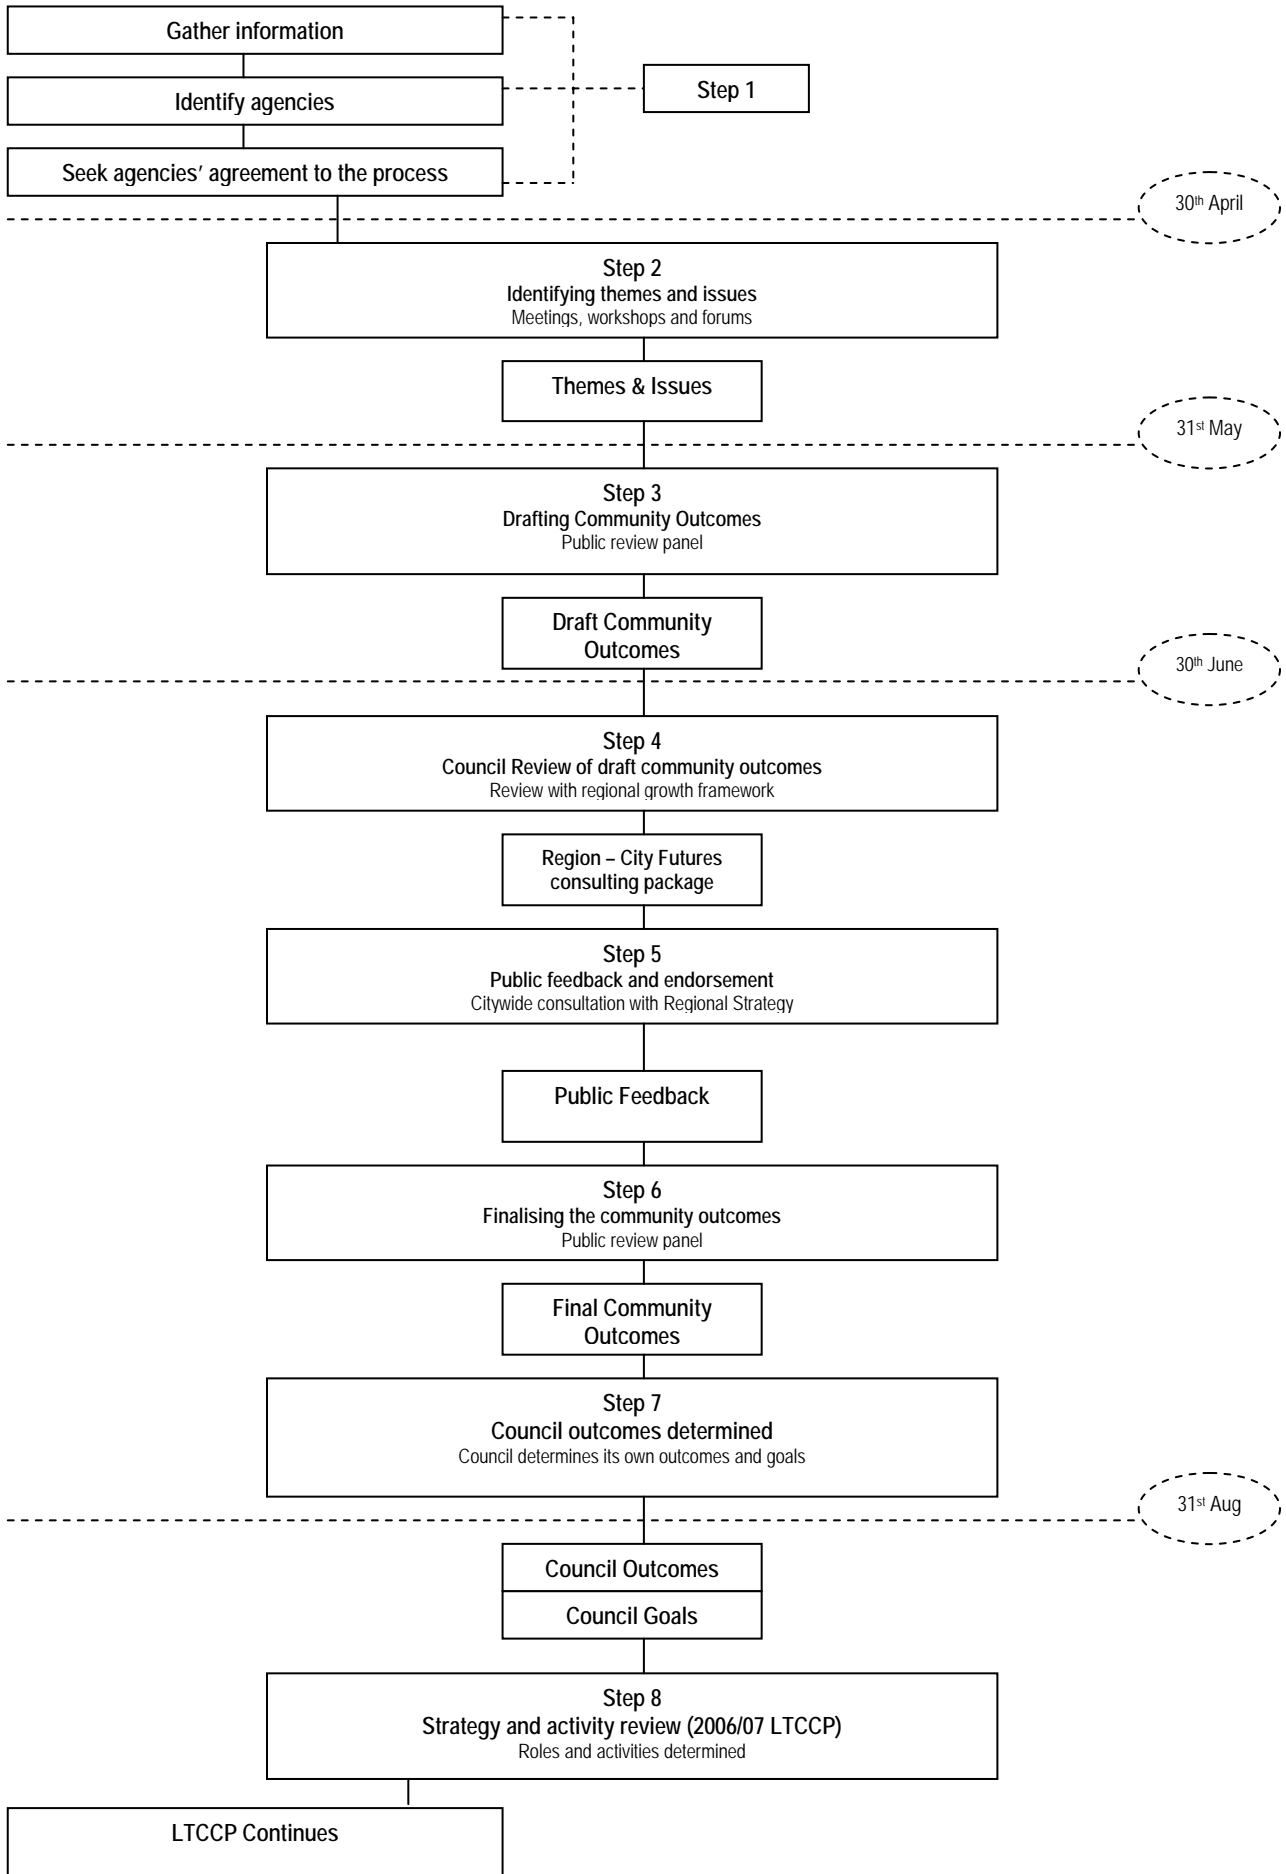 Gather information
Identify agencies
Step 1
Seek agencies' agreement to the process
30th April
Step 2
Identifying themes and issues
Meetings, workshops and forums
Themes & Issues
31st May
Step 3
Drafting Community Outcomes
Public review panel
Draft Community
Outcomes
30th June
Step 4
Council Review of draft community outcomes
Review with regional growth framework
Region – City Futures
consulting package
Step 5
Public feedback and endorsement
Citywide consultation with Regional Strategy
Public Feedback
Step 6
Finalising the community outcomes
Public review panel
Final Community
Outcomes
Step 7
Council outcomes determined
Council determines its own outcomes and goals
31st Aug
Council Outcomes
Council Goals
Step 8
Strategy and activity review (2006/07 LTCCP)
Roles and activities determined
LTCCP Continues